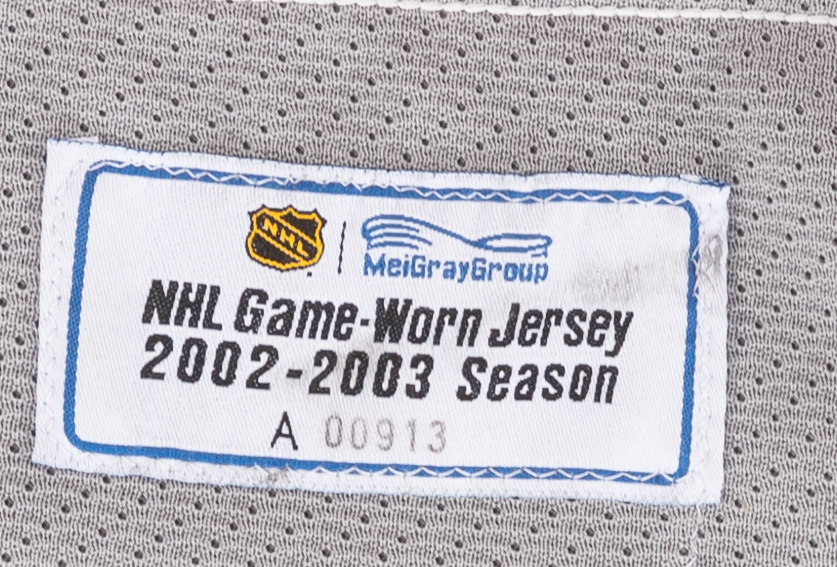 NHL
MeiGrayGroup
NHL Game-Worn Jersey
2002-2003 Season
A 00913